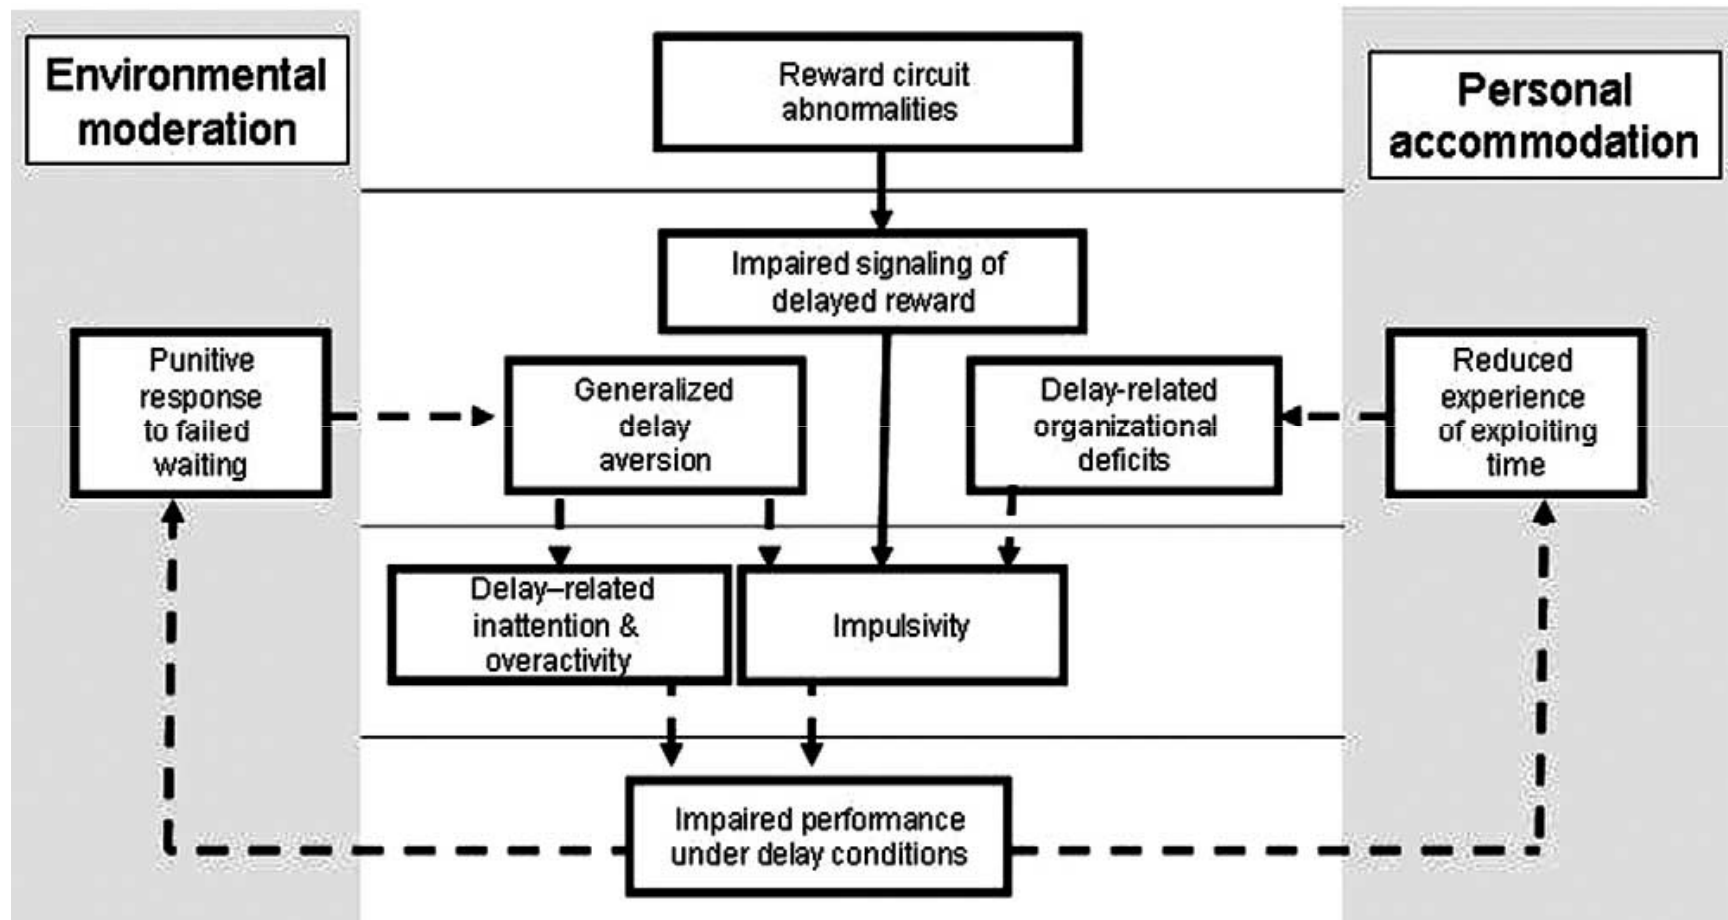 Environmental
moderation
Reward circuit
abnormalities
Personal
accommodation
Impaired signaling of
delayed reward
Punitive
response
to failed
waiting
Generalized
delay
aversion
Delay-related
organizational
deficits
Reduced
experience
of exploiting
time
Delay–related
inattention &
overactivity
Impulsivity
Impaired performance
under delay conditions